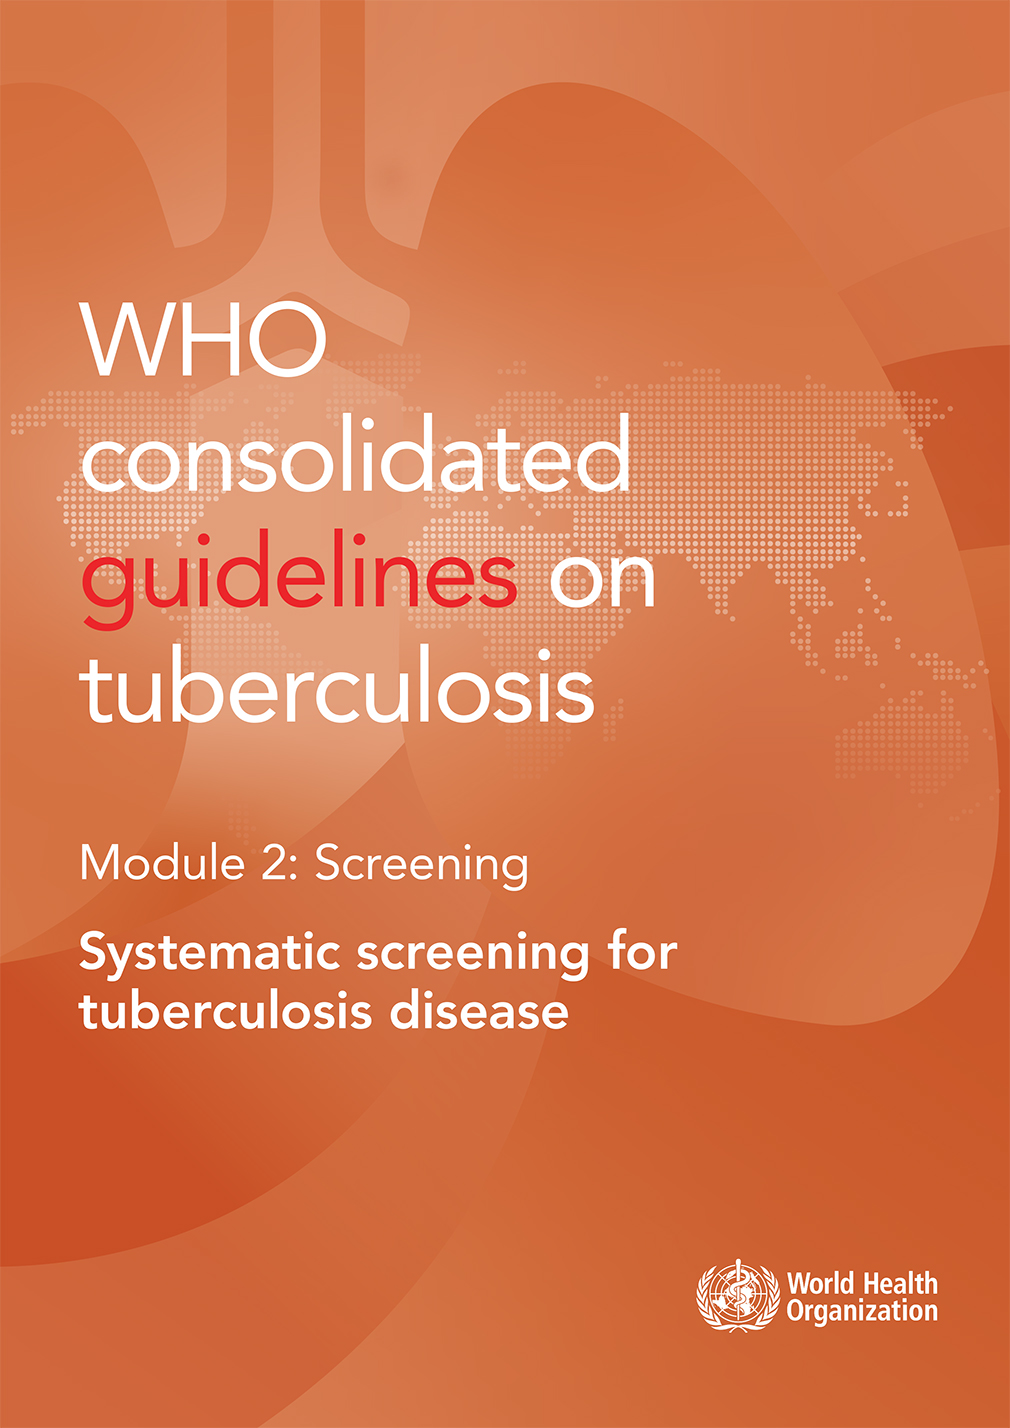 WHO
consolidated
guidelines on
tuberculosis
Module 2: Screening
Systematic screening for
tuberculosis disease
World Health
Organization